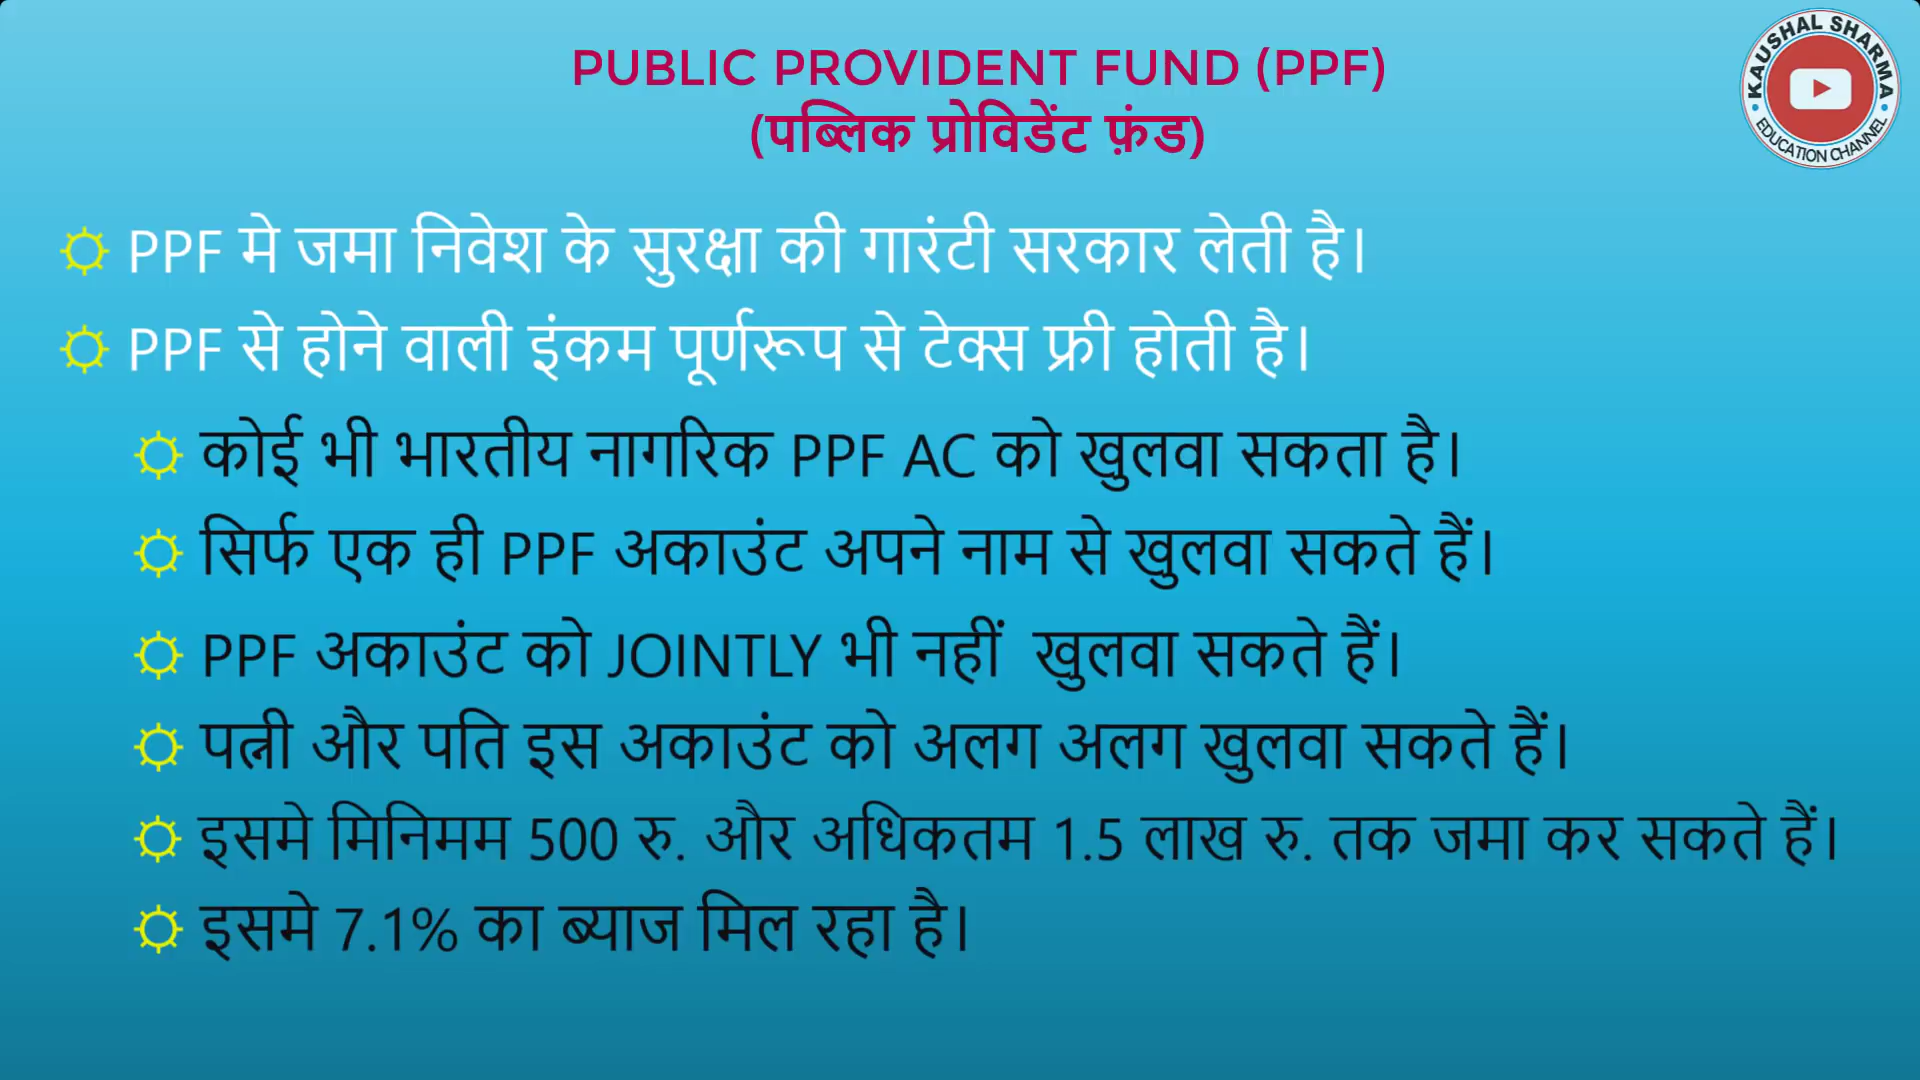 PUBLIC PROVIDENT FUND (PPF)
(पब्लिक प्रोविडेंट फ़ंड)
KAUSHAL SHARMA
EDUCATION CHANNEL
PPF मे जमा निवेश के सुरक्षा की गारंटी सरकार लेती है।
PPF से होने वाली इंकम पूर्णरूप से टेक्स फ्री होती है।
कोई भी भारतीय नागरिक PPF AC को खुलवा सकता है।
सिर्फ एक ही PPF अकाउंट अपने नाम से खुलवा सकते हैं।
PPF अकाउंट को JOINTLY भी नहीं खुलवा सकते हैं।
पत्नी और पति इस अकाउंट को अलग अलग खुलवा सकते हैं।
इसमे मिनिमम 500 रु. और अधिकतम 1.5 लाख रु. तक जमा कर सकते हैं।
इसमे 7.1% का ब्याज मिल रहा है।